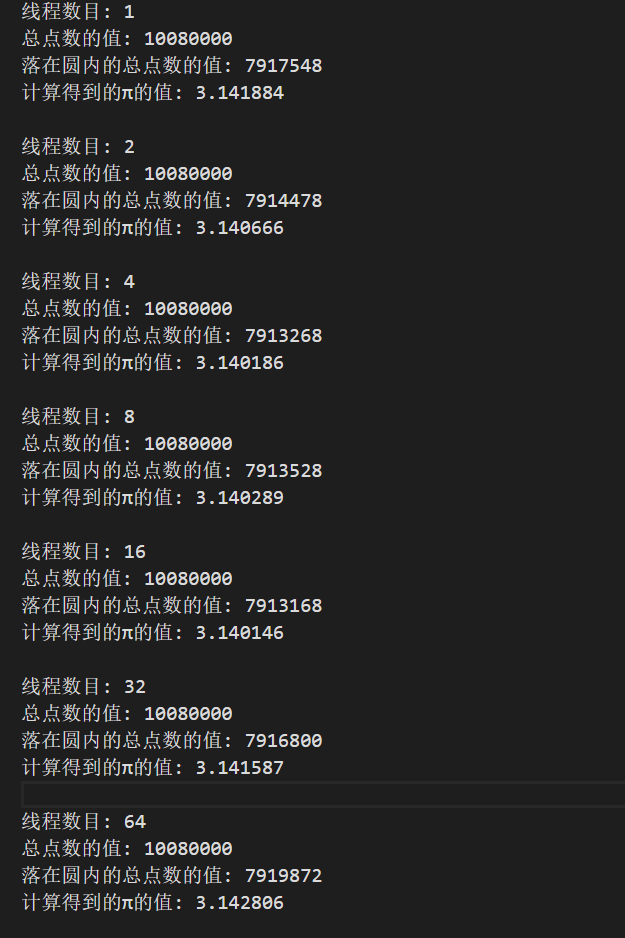 线程数目: 1
总点数的值: 10080000
落在圆内的总点数的值: 7917548
计算得到的π的值: 3.141884
线程数目: 2
总点数的值: 10080000
落在圆内的总点数的值: 7914478
计算得到的π的值: 3.140666
线程数目: 4
总点数的值: 10080000
落在圆内的总点数的值: 7913268
计算得到的π的值: 3.140186
线程数目: 8
总点数的值: 10080000
落在圆内的总点数的值: 7913528
计算得到的π的值: 3.140289
线程数目: 16
总点数的值: 10080000
落在圆内的总点数的值: 7913168
计算得到的π的值: 3.140146
线程数目: 32
总点数的值: 10080000
落在圆内的总点数的值: 7916800
计算得到的π的值: 3.141587
线程数目: 64
总点数的值: 10080000
落在圆内的总点数的值: 7919872
计算得到的π的值: 3.142806